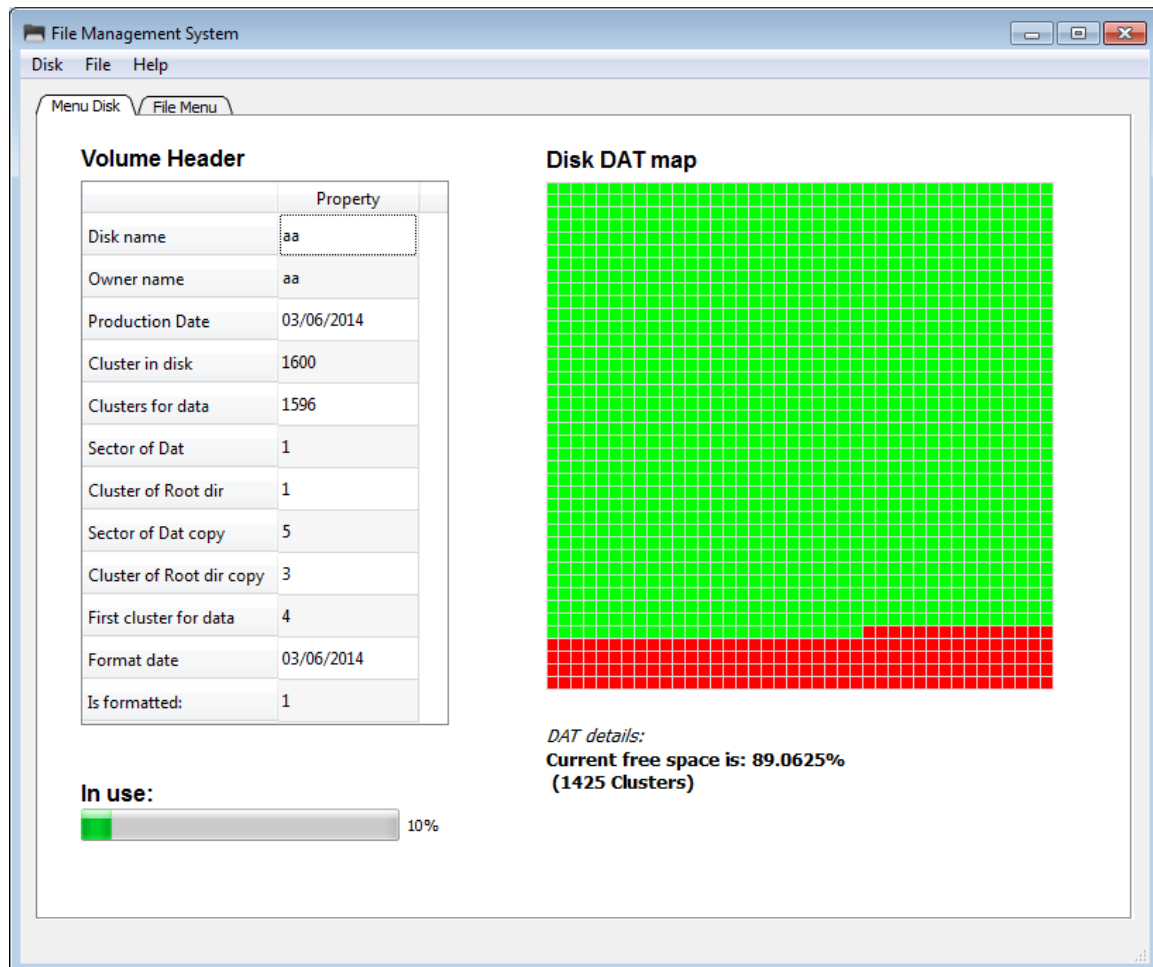 File Management System
Disk File Help
Menu Disk File Menu
Volume Header
Property
Disk name aa
Owner name aa
Production Date 03/06/2014
Cluster in disk 1600
Clusters for data 1596
Sector of Dat 1
Cluster of Root dir 1
Sector of Dat copy 5
Cluster of Root dir copy 3
First cluster for data 4
Format date 03/06/2014
Is formatted: 1
In use:
10%
Disk DAT map
DAT details:
Current free space is: 89.0625%
(1425 Clusters)